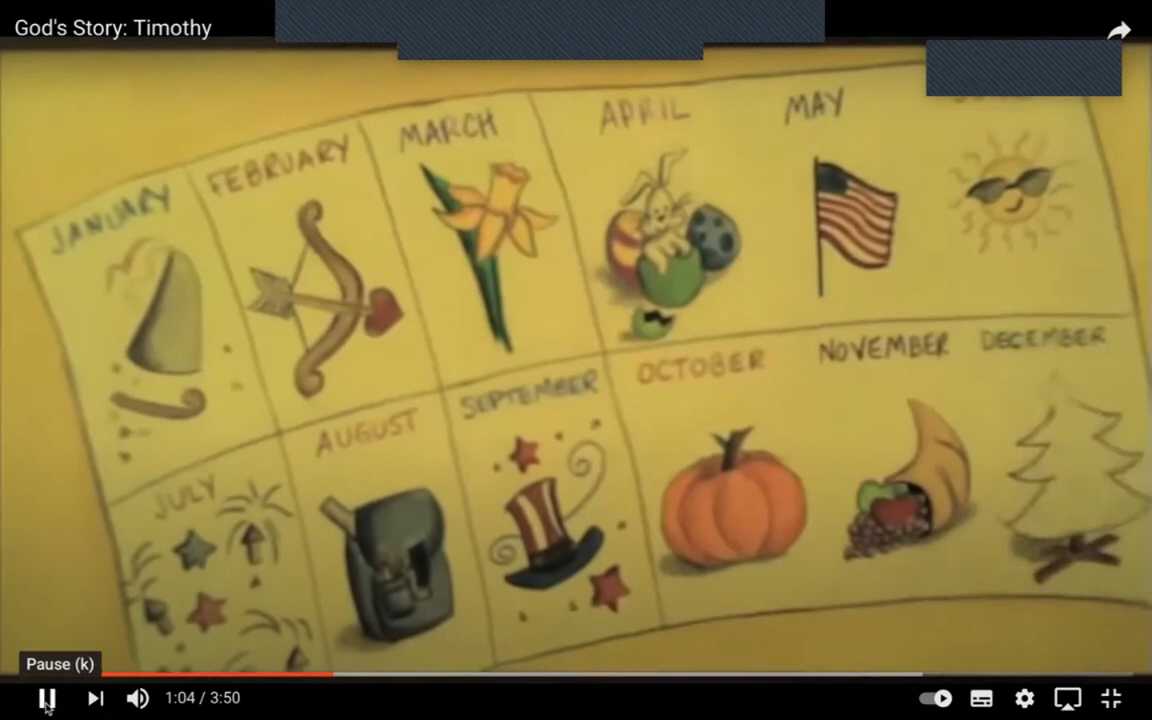 God's Story: Timothy
JANUARY
FEBRUARY
MARCH
APRIL
MAY
JULY
AUGUST
SEPTEMBER
OCTOBER
NOVEMBER
DECEMBER
Pause (k)
1:04 / 3:50